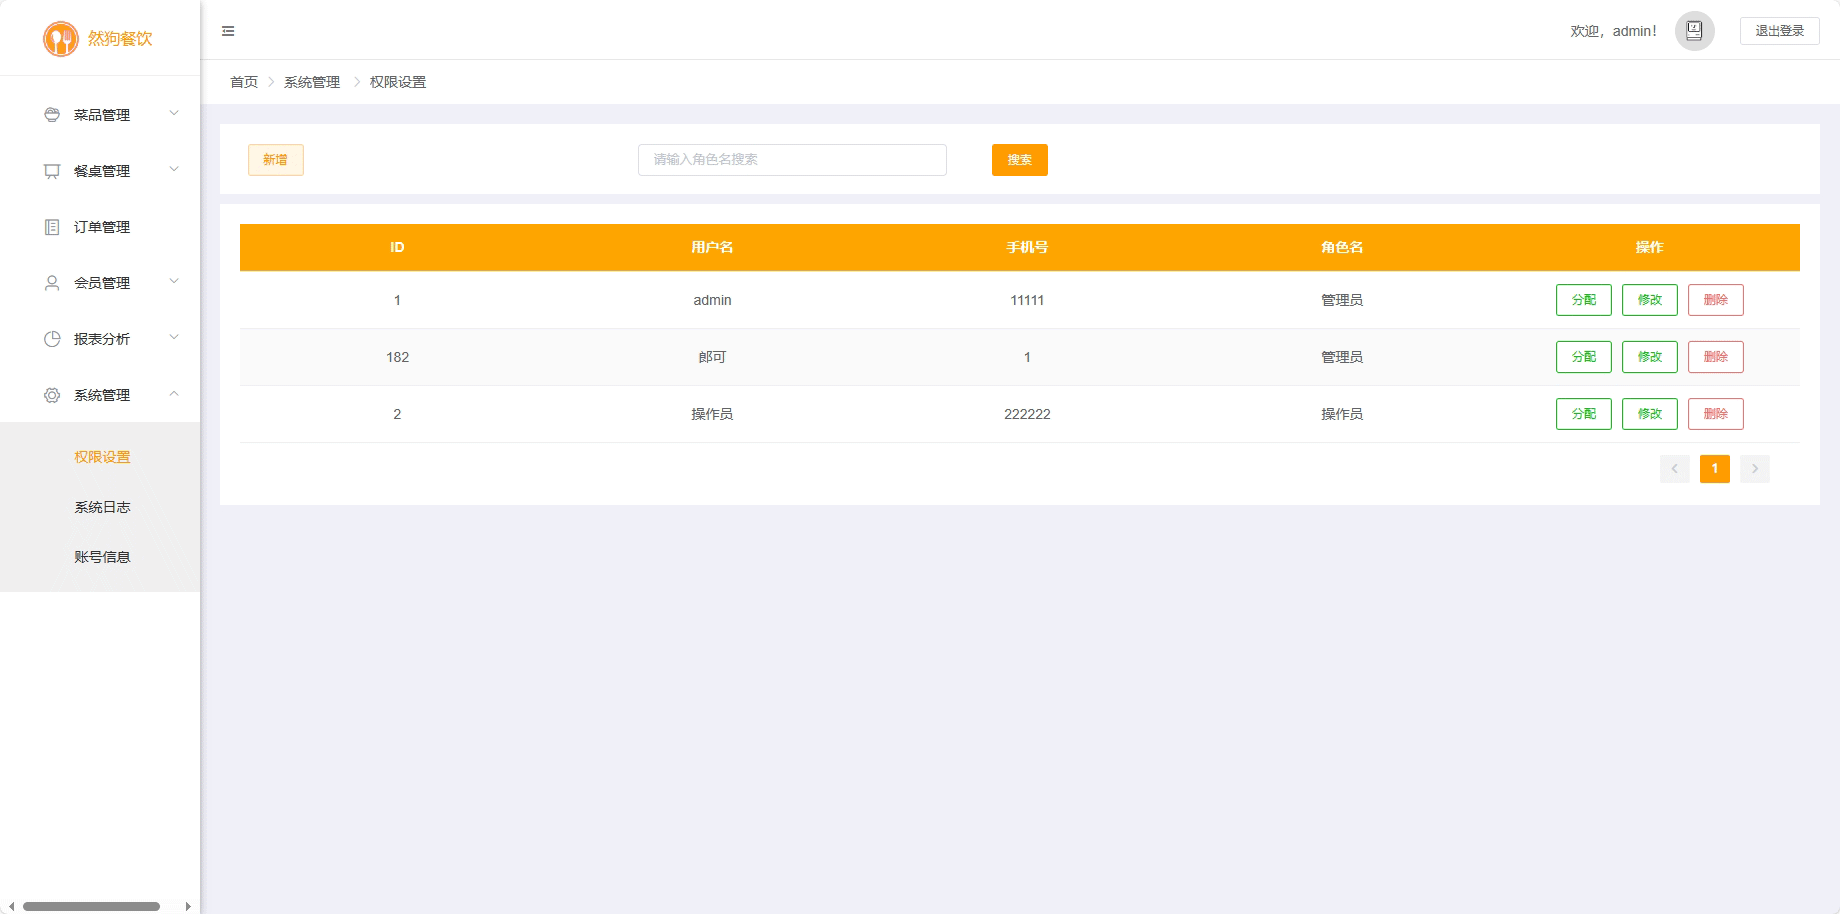 然狗餐饮
欢迎，admin！
退出登录
首页 > 系统管理 > 权限设置
菜品管理
餐桌管理
订单管理
会员管理
报表分析
系统管理
权限设置
系统日志
账号信息
新增 请输入角色名搜索 搜索
ID 用户名 手机号 角色名 操作
1 admin 11111 管理员 分配 修改 删除
182 郎可 1 管理员 分配 修改 删除
2 操作员 222222 操作员 分配 修改 删除
1